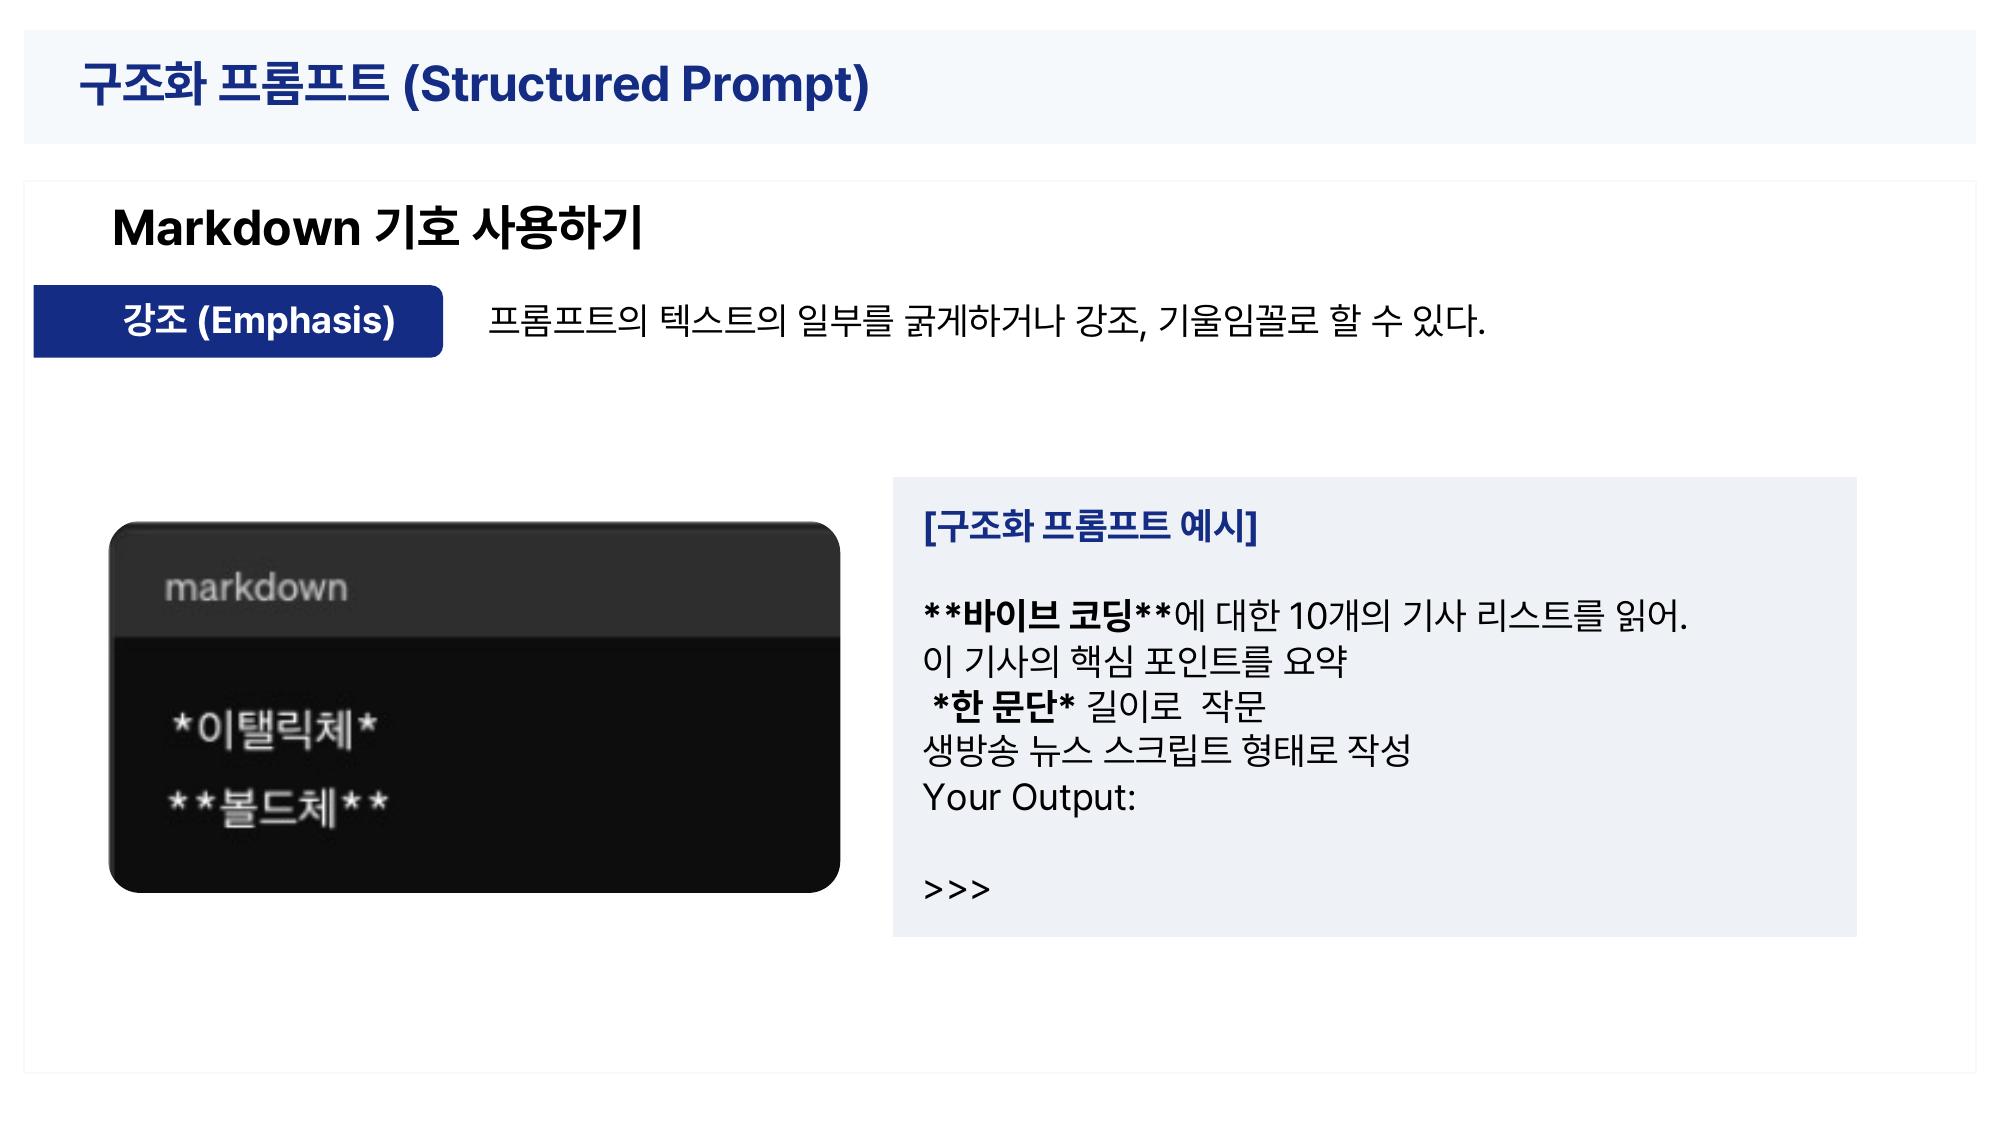 구조화 프롬프트 (Structured Prompt)
Markdown 기호 사용하기
강조 (Emphasis)
프롬프트의 텍스트의 일부를 굵게하거나 강조, 기울임꼴로 할 수 있다.
markdown
*이탤릭체*
**볼드체**
[구조화 프롬프트 예시]
**바이브 코딩**에 대한 10개의 기사 리스트를 읽어.
이 기사의 핵심 포인트를 요약
*한 문단* 길이로  작문
생방송 뉴스 스크립트 형태로 작성
Your Output:
>>>